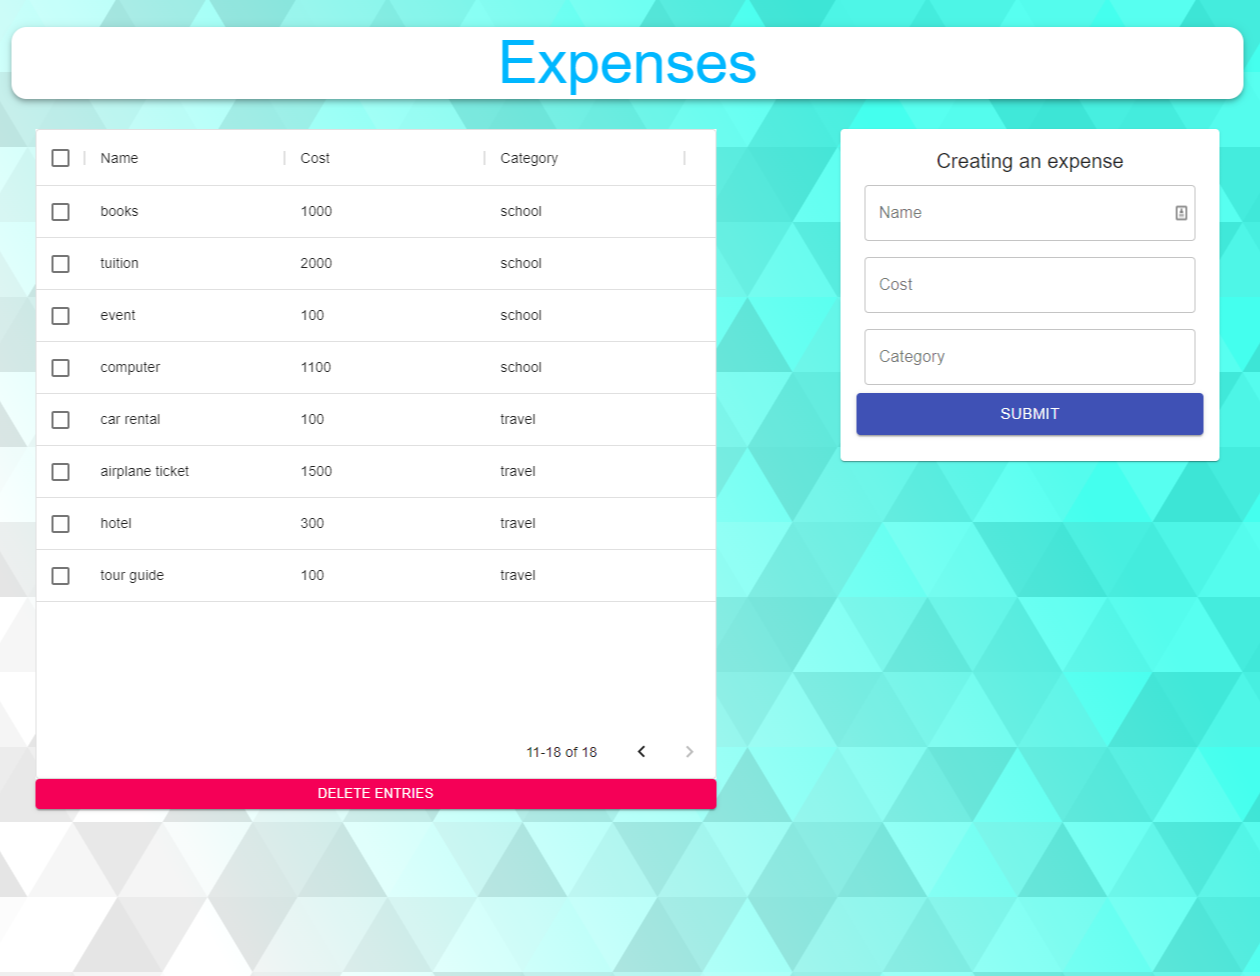 Expenses
Name Cost Category
books 1000 school
tuition 2000 school
event 100 school
computer 1100 school
car rental 100 travel
airplane ticket 1500 travel
hotel 300 travel
tour guide 100 travel
11-18 of 18
DELETE ENTRIES
Creating an expense
Name
Cost
Category
SUBMIT